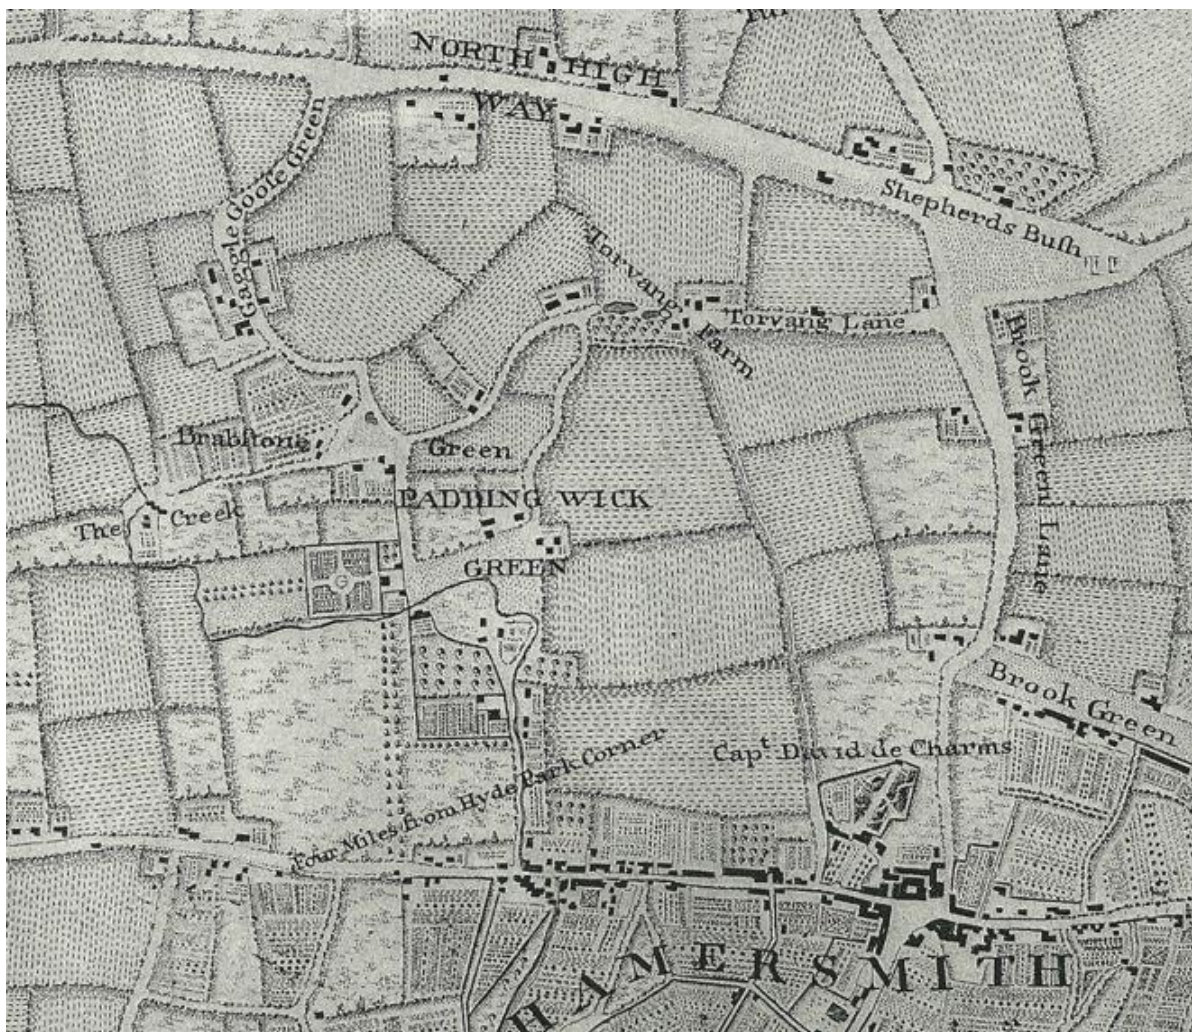 NORTH HIGH
WAY
Gaggle Gooſe Green
Shepherds Buſh
Torvang
Farm
Torvang Lane
Brook Green Lane
Brabſtone
Green
The Creek
PADDING WICK
GREEN
Brook Green
Capt. David de Charms
Four Miles from Hyde Park Corner
HAMERSMITH